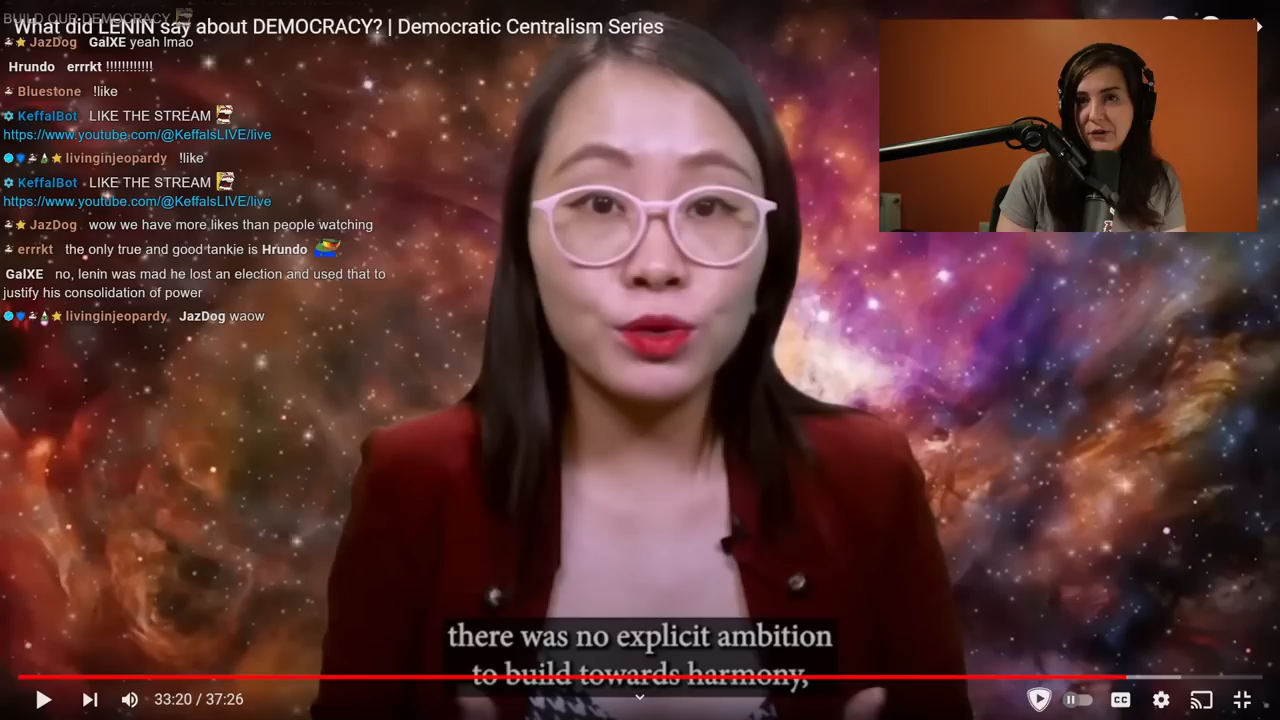 BUILD OUR DEMOCRACY
What did LENIN say about DEMOCRACY? | Democratic Centralism Series
JazDog GalXE yeah lmao
Hrundo errrkt !!!!!!!!!!!!
Bluestone !like
KeffalBot LIKE THE STREAM
https://www.youtube.com/@KeffalsLIVE/live
livinginjeopardy !like
KeffalBot LIKE THE STREAM
https://www.youtube.com/@KeffalsLIVE/live
JazDog wow we have more likes than people watching
errrkt the only true and good tankie is Hrundo
GalXE no, lenin was mad he lost an election and used that to
justify his consolidation of power
livinginjeopardy JazDog waow
there was no explicit ambition
to build towards harmony,
33:20 / 37:26
CC